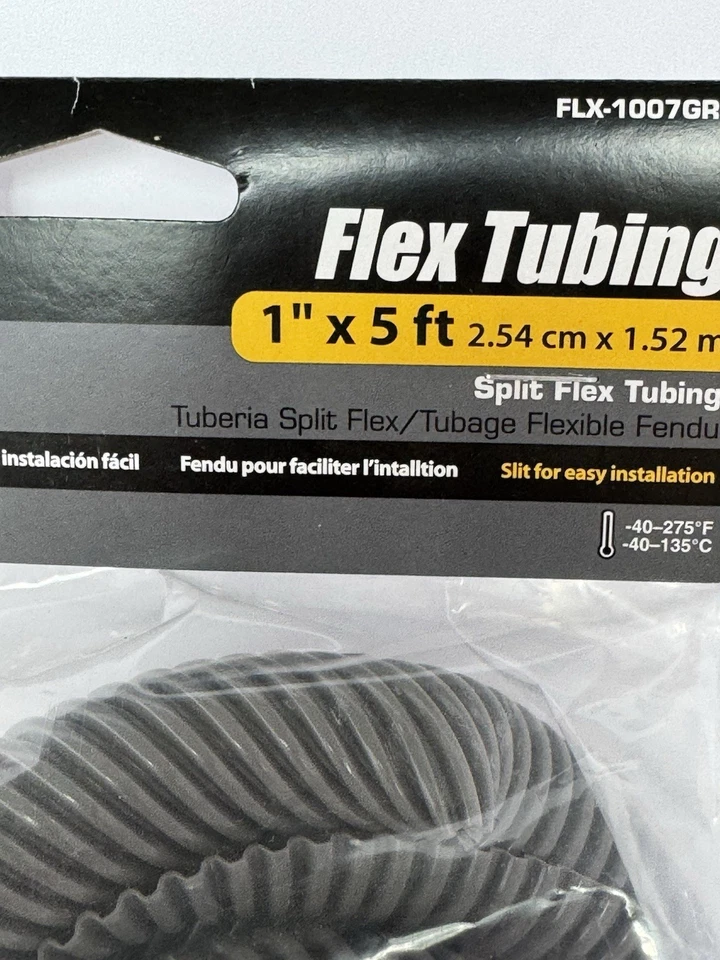 FLX-1007GR
Flex Tubing
1" x 5 ft 2.54 cm x 1.52 m
Split Flex Tubing
Tuberia Split Flex/Tubage Flexible Fendu
instalación fácil Fendu pour faciliter l'intalltion Slit for easy installation
-40–275°F
-40–135°C